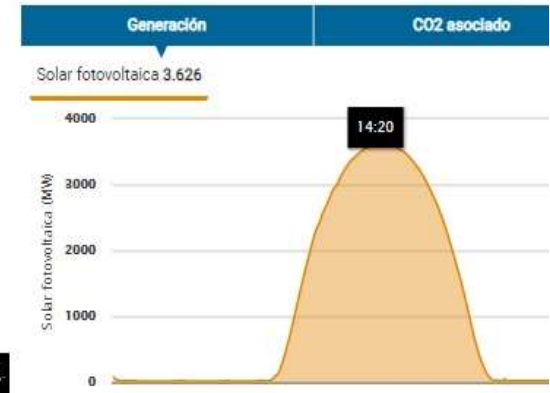 Generación
CO2 asociado
Solar fotovoltaica 3.626
14:20
Solar fotovoltaica (MW)
4000
3000
2000
1000
0